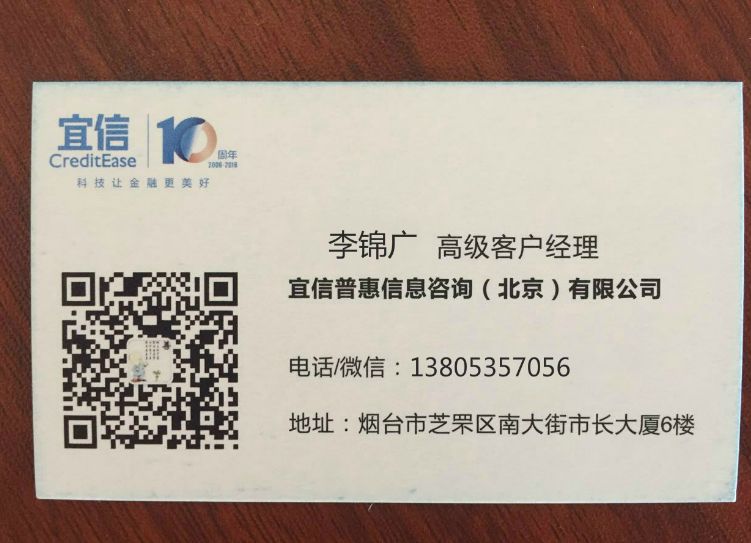 宜信
CreditEase
10周年
2006-2016
科技让金融更美好
李锦广 高级客户经理
宜信普惠信息咨询（北京）有限公司
电话/微信：13805357056
地址：烟台市芝罘区南大街市长大厦6楼